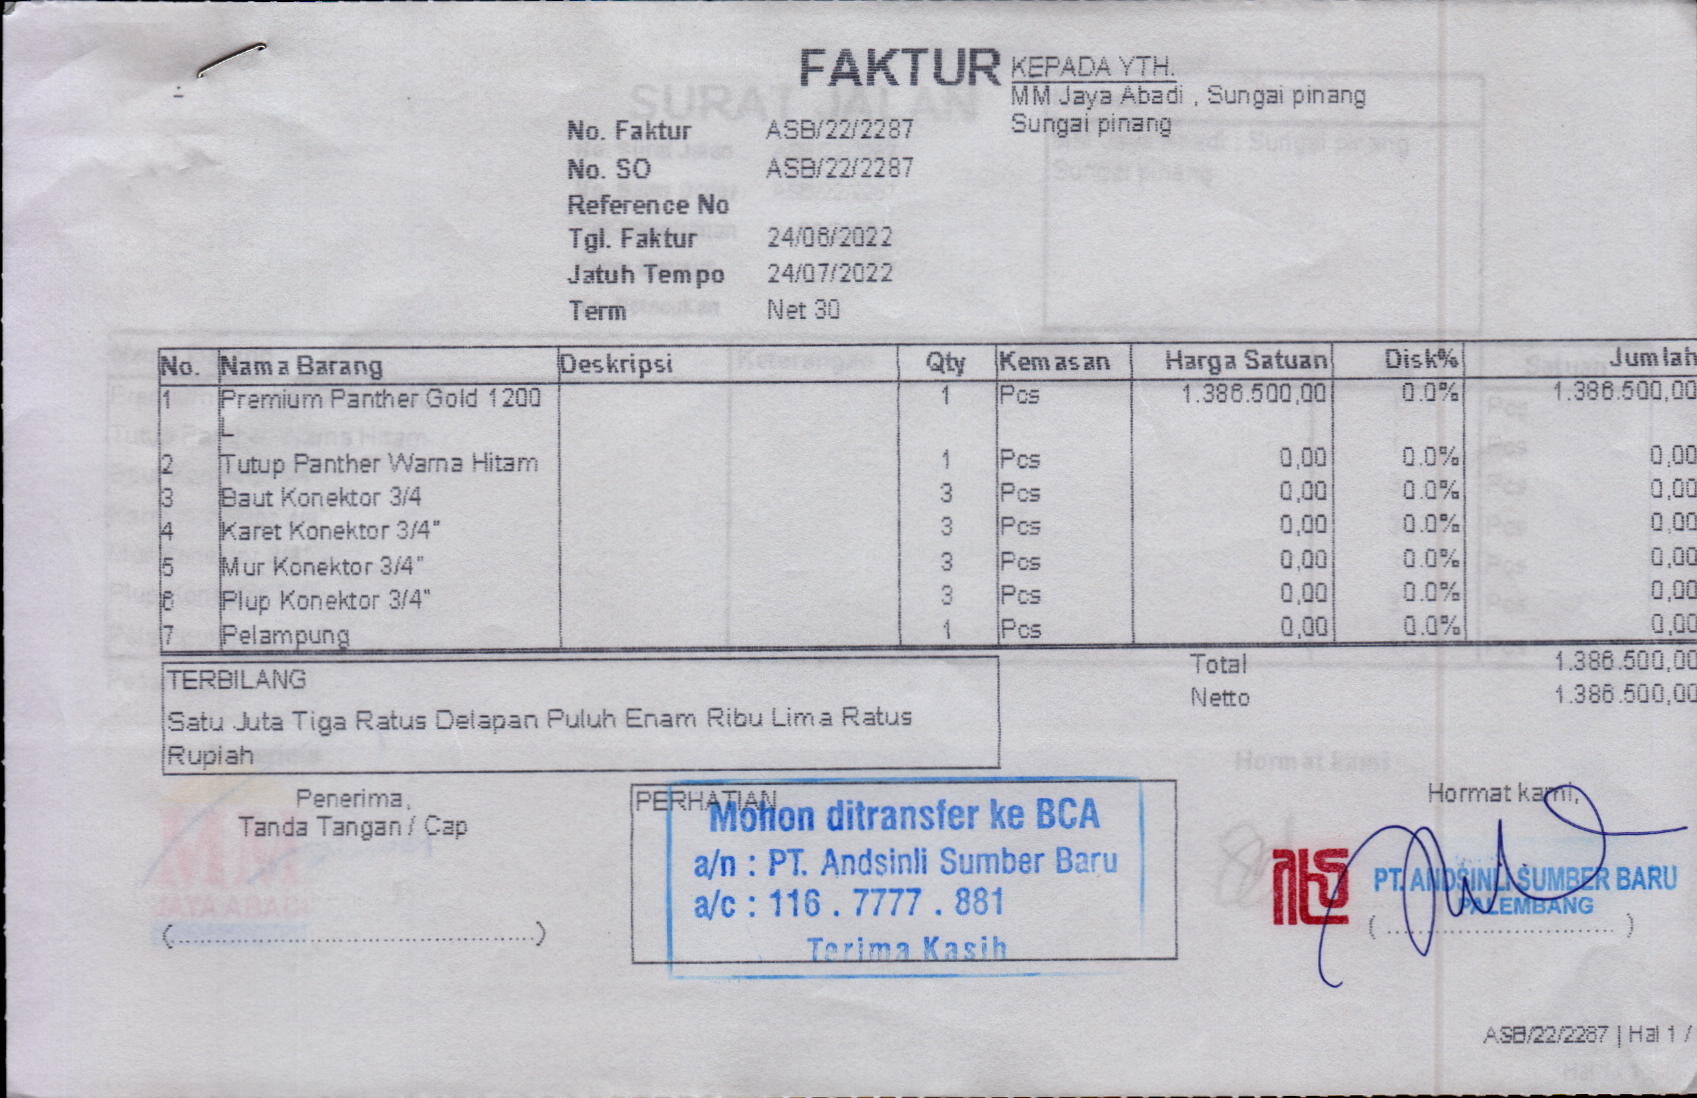 FAKTUR
KEPADA YTH.
MM Jaya Abadi , Sungai pinang
Sungai pinang
No. Faktur ASB/22/2287
No. SO ASB/22/2287
Reference No
Tgl. Faktur 24/06/2022
Jatuh Tempo 24/07/2022
Term Net 30
No. Nama Barang Deskripsi Qty Kemasan Harga Satuan Disk% Jumlah
1 Premium Panther Gold 1200 1 Pcs 1.386.500,00 0.0% 1.386.500,00
L
2 Tutup Panther Warna Hitam 1 Pcs 0,00 0.0% 0,00
3 Baut Konektor 3/4 3 Pcs 0,00 0.0% 0,00
4 Karet Konektor 3/4" 3 Pcs 0,00 0.0% 0,00
5 Mur Konektor 3/4" 3 Pcs 0,00 0.0% 0,00
6 Plup Konektor 3/4" 3 Pcs 0,00 0.0% 0,00
7 Pelampung 1 Pcs 0,00 0.0% 0,00
Total 1.386.500,00
Netto 1.386.500,00
TERBILANG
Satu Juta Tiga Ratus Delapan Puluh Enam Ribu Lima Ratus
Rupiah
Penerima,
Tanda Tangan / Cap
(..................................................)
PERHATIAN
Mohon ditransfer ke BCA
a/n : PT. Andsinli Sumber Baru
a/c : 116 . 7777 . 881
Terima Kasih
Hormat kami,
PT. ANDSINLI SUMBER BARU
PALEMBANG
( .............................. )
ASB/22/2287 | Hal 1 /